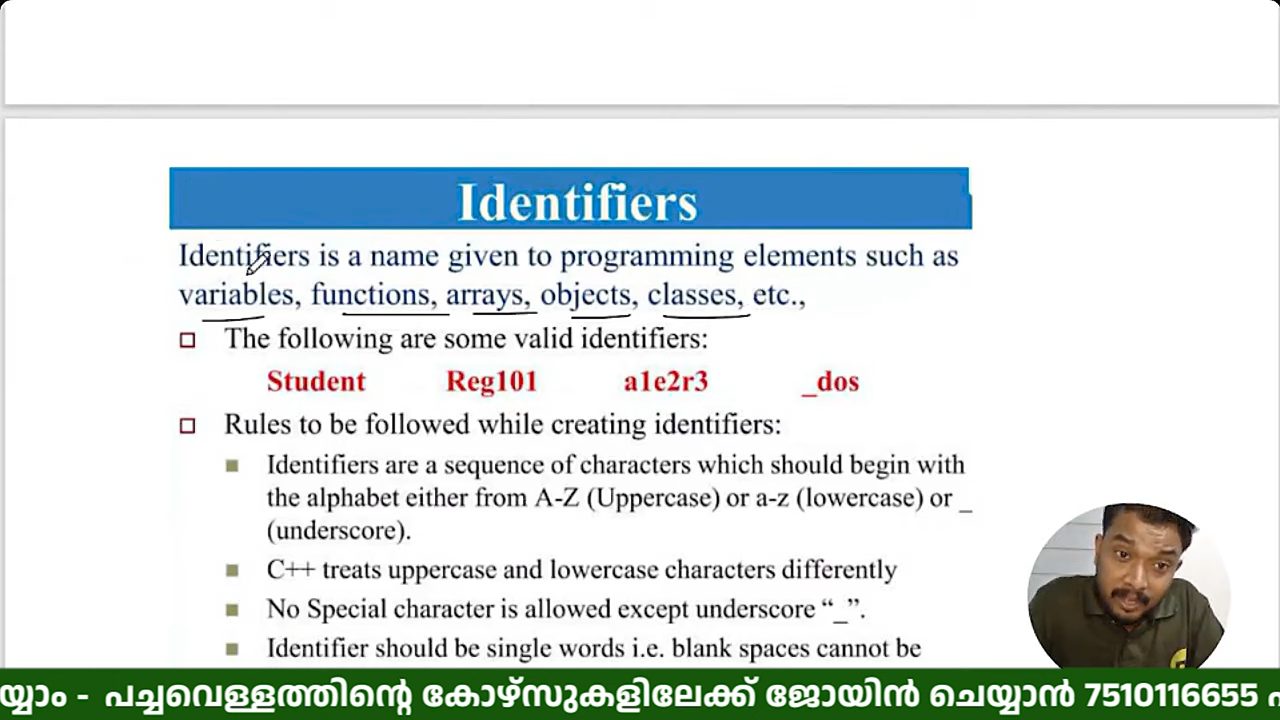 Identifiers
Identifiers is a name given to programming elements such as
variables, functions, arrays, objects, classes, etc.,
The following are some valid identifiers:
Student Reg101 a1e2r3 _dos
Rules to be followed while creating identifiers:
Identifiers are a sequence of characters which should begin with
the alphabet either from A-Z (Uppercase) or a-z (lowercase) or _
(underscore).
C++ treats uppercase and lowercase characters differently
No Special character is allowed except underscore “_”.
Identifier should be single words i.e. blank spaces cannot be
യ്യാം - പച്ചവെള്ളത്തിന്റെ കോഴ്സുകളിലേക്ക് ജോയിൻ ചെയ്യാൻ 7510116655